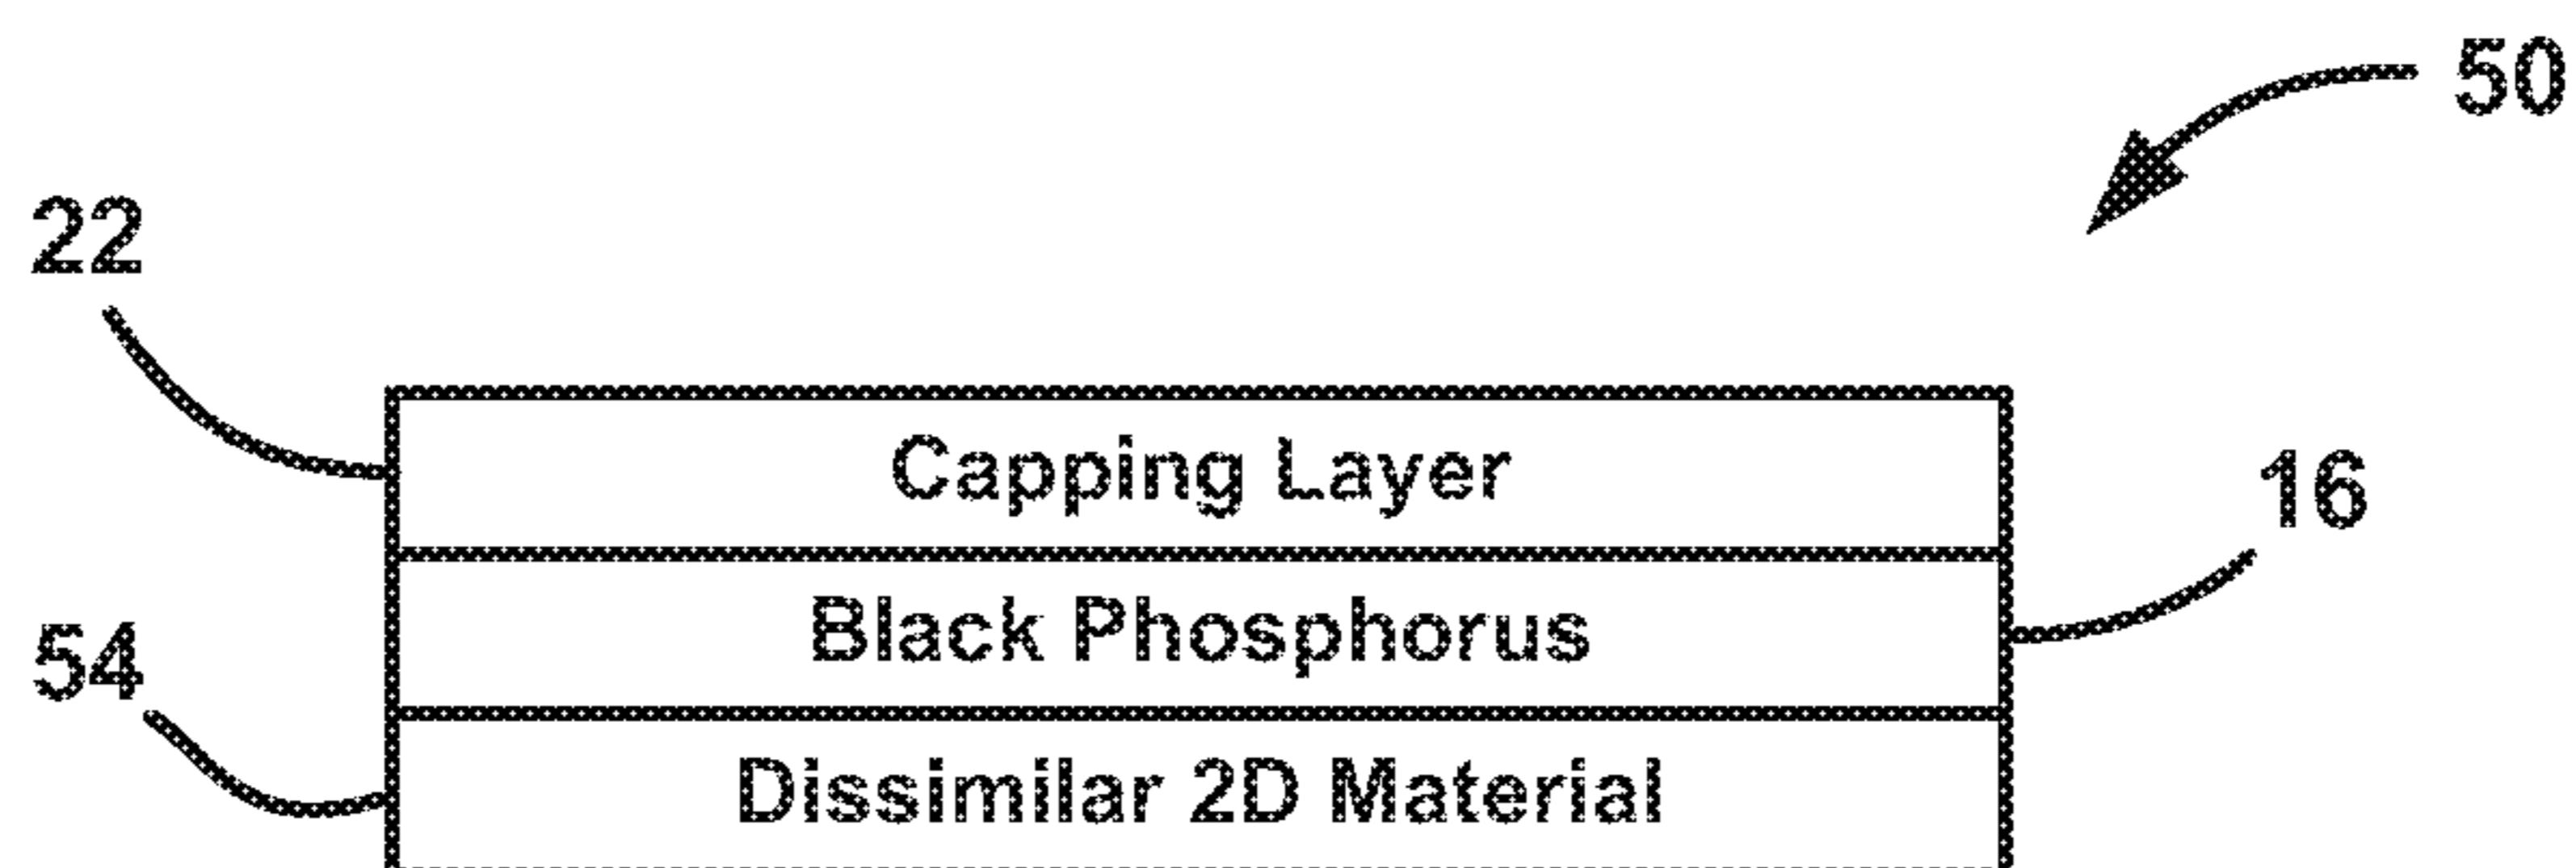 50
22
Capping Layer
16
Black Phosphorus
54
Dissimilar 2D Material